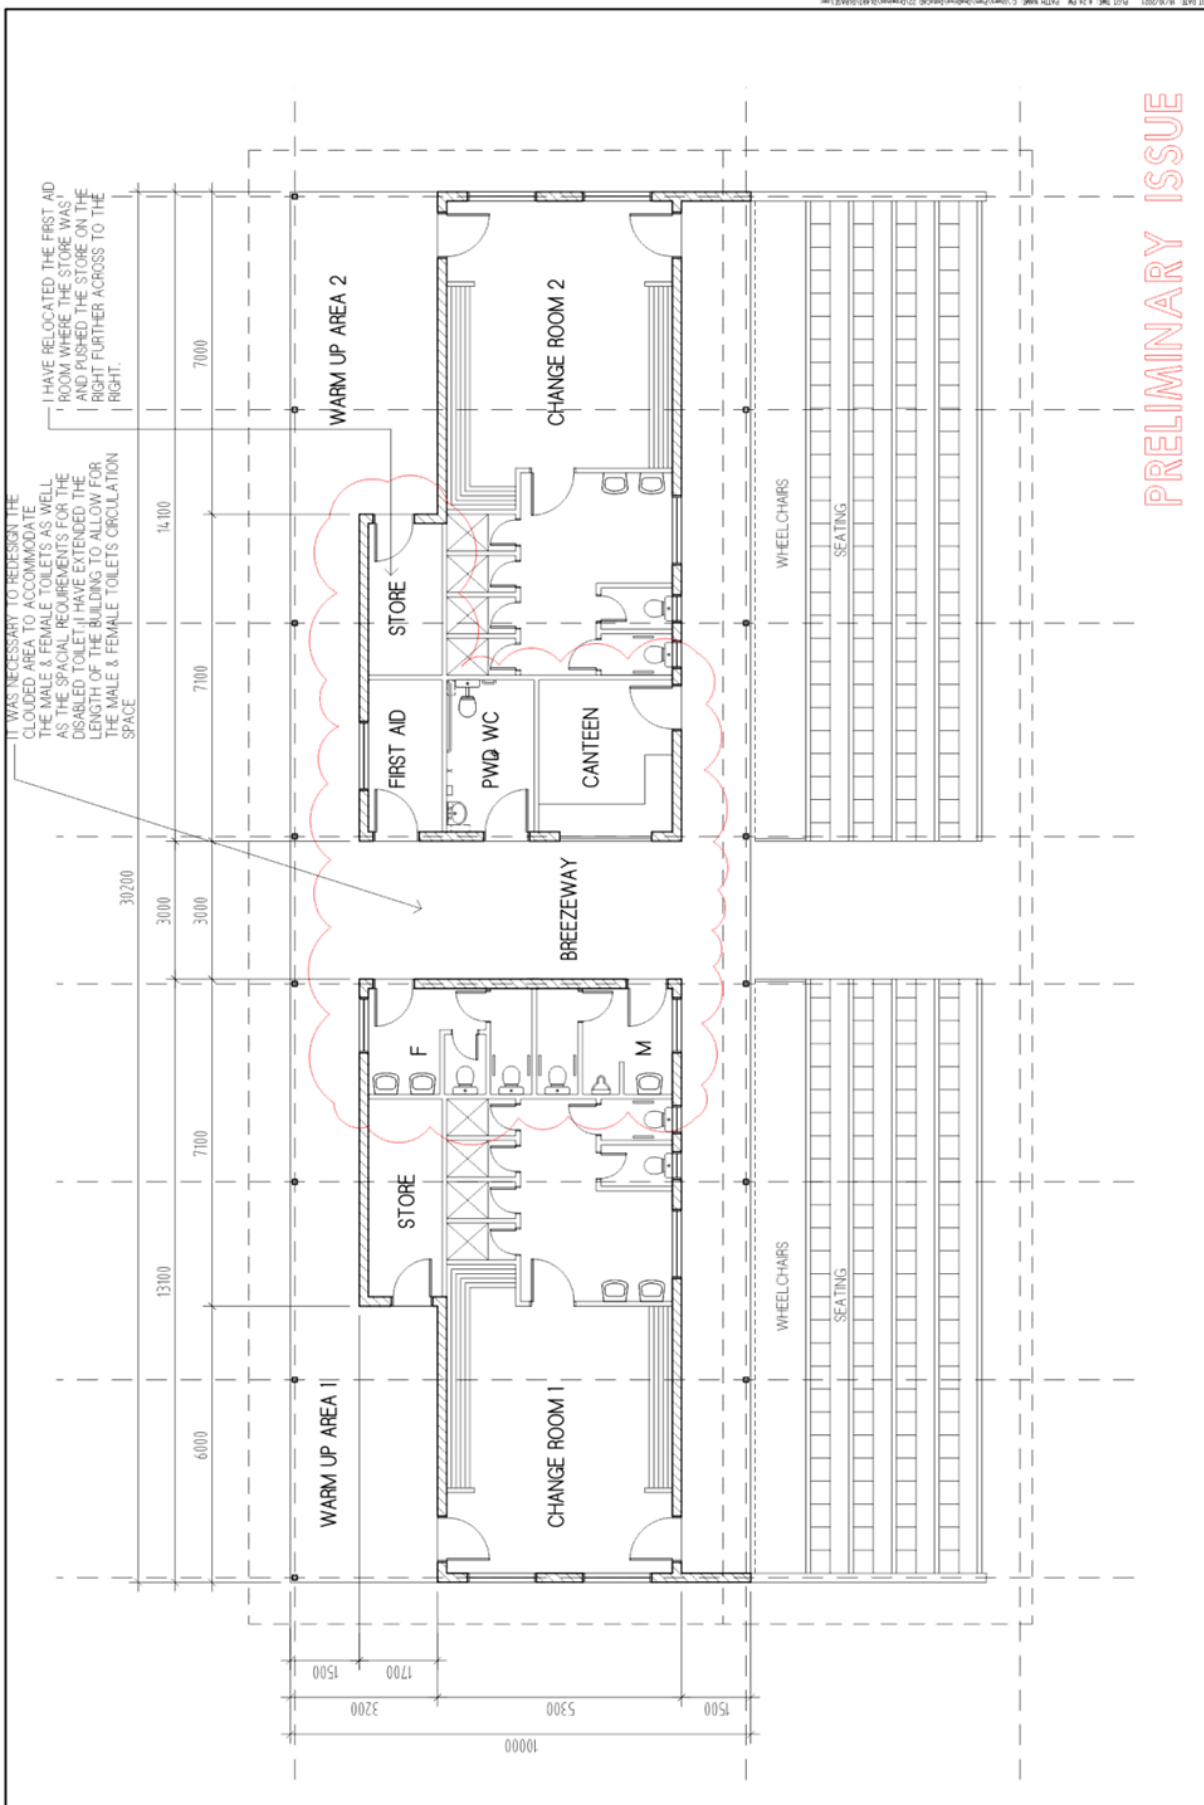 PRELIMINARY ISSUE
I HAVE RELOCATED THE FIRST AID
ROOM WHERE THE STORE WAS
AND PUSHED THE STORE ON THE
RIGHT FURTHER ACROSS TO THE
RIGHT.
IT WAS NECESSARY TO REDESIGN THE
CLOUDED AREA TO ACCOMMODATE
THE MALE & FEMALE TOILETS AS WELL
AS THE SPACIAL REQUIREMENTS FOR THE
DISABLED TOILET. I HAVE EXTENDED THE
LENGTH OF THE BUILDING TO ALLOW FOR
THE MALE & FEMALE TOILETS CIRCULATION
SPACE
30200
13100
3000
14100
6000
7100
3000
7100
7000
1500
1700
3200
5300
1500
10000
WARM UP AREA 1
WARM UP AREA 2
STORE
F
FIRST AID
STORE
PWD WC
CHANGE ROOM 1
M
BREEZEWAY
CANTEEN
CHANGE ROOM 2
WHEELCHAIRS
WHEELCHAIRS
SEATING
SEATING